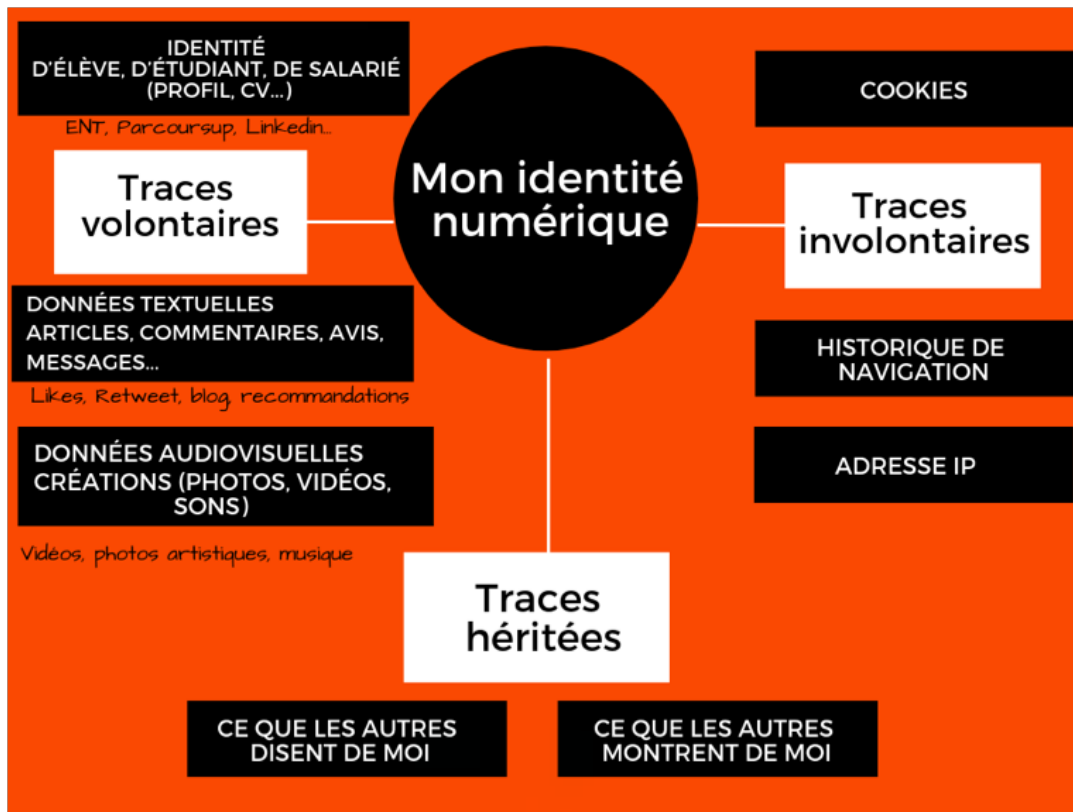 IDENTITÉ
D'ÉLÈVE, D'ÉTUDIANT, DE SALARIÉ
(PROFIL, CV...)
ENT, Parcoursup, Linkedin...
Traces
volontaires
DONNÉES TEXTUELLES
ARTICLES, COMMENTAIRES, AVIS,
MESSAGES...
Likes, Retweet, blog, recommandations
DONNÉES AUDIOVISUELLES
CRÉATIONS (PHOTOS, VIDÉOS,
SONS)
Vidéos, photos artistiques, musique
Mon identité
numérique
COOKIES
Traces
involontaires
HISTORIQUE DE
NAVIGATION
ADRESSE IP
Traces
héritées
CE QUE LES AUTRES
DISENT DE MOI
CE QUE LES AUTRES
MONTRENT DE MOI